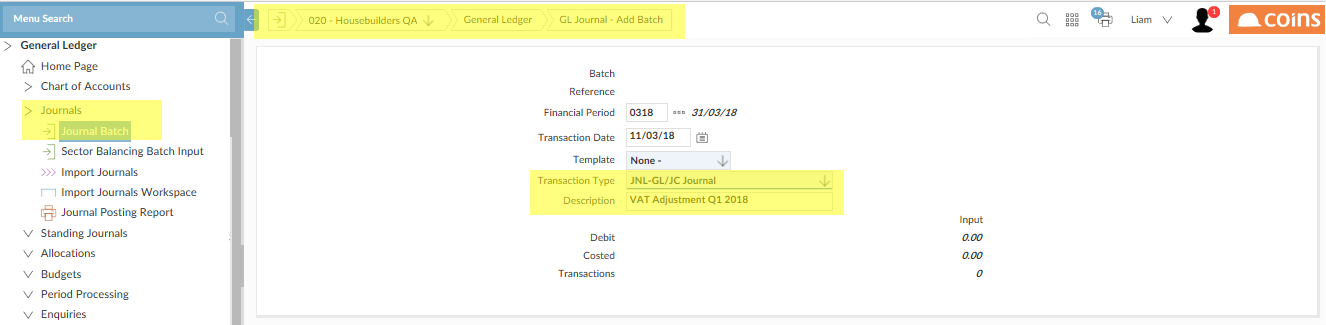 Menu Search
020 - Housebuilders QA
General Ledger
GL Journal - Add Batch
16
Liam
1
coins
General Ledger
Home Page
Chart of Accounts
Journals
Journal Batch
Sector Balancing Batch Input
Import Journals
Import Journals Workspace
Journal Posting Report
Standing Journals
Allocations
Budgets
Period Processing
Enquiries
Batch
Reference
Financial Period 0318 31/03/18
Transaction Date 11/03/18
Template None -
Transaction Type JNL-GL/JC Journal
Description VAT Adjustment Q1 2018
Input
Debit 0.00
Costed 0.00
Transactions 0